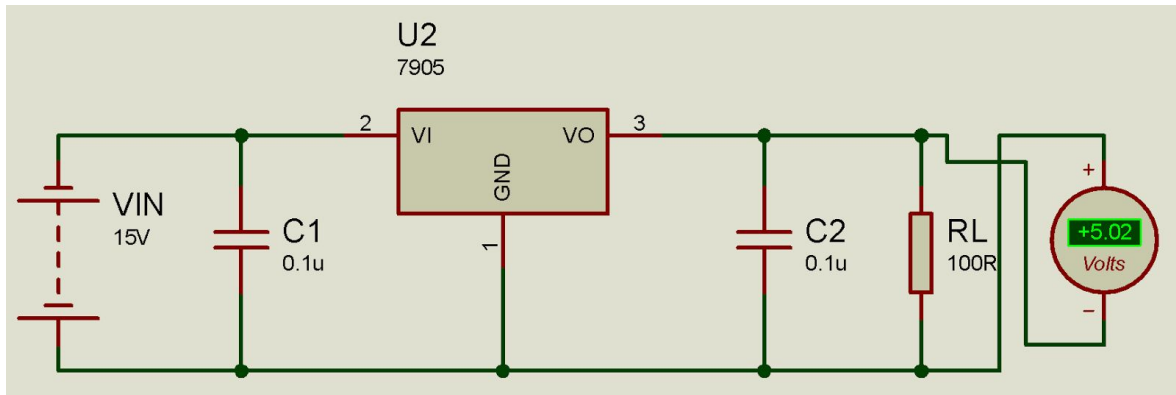 U2
7905
2
VI
VO
3
GND
1
VIN
15V
C1
0.1u
C2
0.1u
RL
100R
+
+5.02
Volts
−